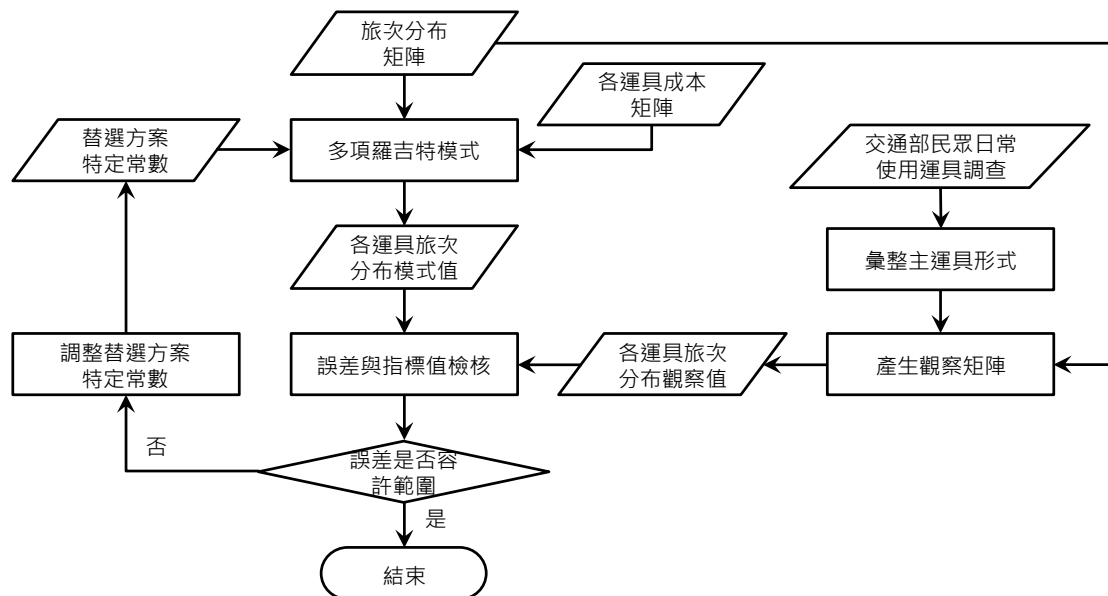 旅次分布
矩陣
各運具成本
矩陣
替選方案
特定常數
多項羅吉特模式
交通部民眾日常
使用運具調查
各運具旅次
分布模式值
彙整主運具形式
調整替選方案
特定常數
誤差與指標值檢核
各運具旅次
分布觀察值
產生觀察矩陣
否
誤差是否容
許範圍
是
結束